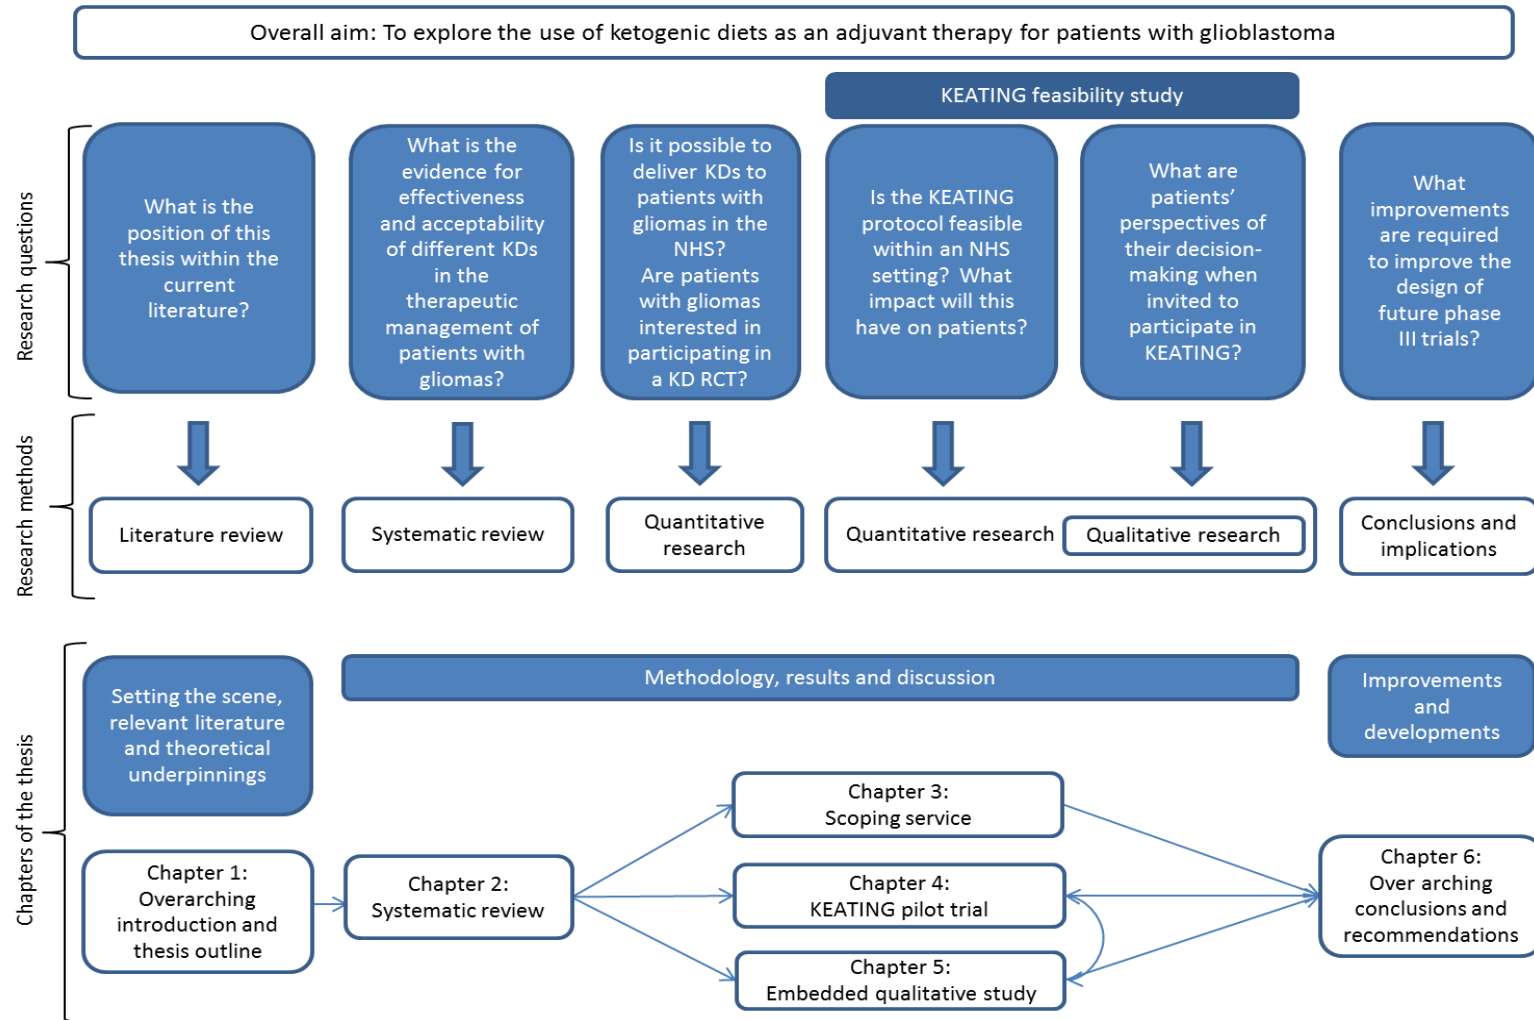 Overall aim: To explore the use of ketogenic diets as an adjuvant therapy for patients with glioblastoma
KEATING feasibility study
Research questions
What is the
position of this
thesis within the
current
literature?
What is the
evidence for
effectiveness
and acceptability
of different KDs
in the
therapeutic
management of
patients with
gliomas?
Is it possible to
deliver KDs to
patients with
gliomas in the
NHS?
Are patients
with gliomas
interested in
participating in
a KD RCT?
Is the KEATING
protocol feasible
within an NHS
setting? What
impact will this
have on patients?
What are
patients’
perspectives of
their decision-
making when
invited to
participate in
KEATING?
What
improvements
are required
to improve the
design of
future phase
III trials?
Research methods
Literature review
Systematic review
Quantitative
research
Quantitative research
Qualitative research
Conclusions and
implications
Chapters of the thesis
Setting the scene,
relevant literature
and theoretical
underpinnings
Methodology, results and discussion
Improvements
and
developments
Chapter 1:
Overarching
introduction and
thesis outline
Chapter 2:
Systematic review
Chapter 3:
Scoping service
Chapter 4:
KEATING pilot trial
Chapter 5:
Embedded qualitative study
Chapter 6:
Over arching
conclusions and
recommendations